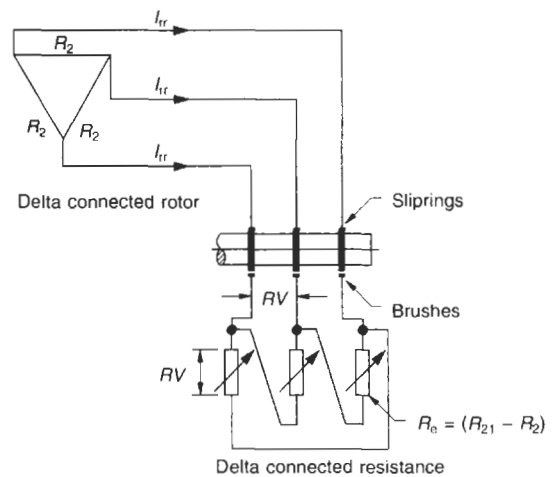 I_rr
R_2
I_rr
R_2 R_2
I_rr
Delta connected rotor
Sliprings
RV
Brushes
RV
R_e = (R_21 − R_2)
Delta connected resistance